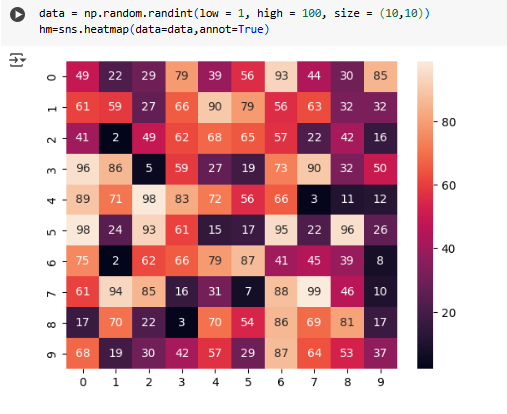 data = np.random.randint(low = 1, high = 100, size = (10,10))
hm=sns.heatmap(data=data,annot=True)
0 49 22 29 79 39 56 93 44 30 85
1 61 59 27 66 90 79 56 63 32 32
2 41 2 49 62 68 65 57 22 42 16
3 96 86 5 59 27 19 73 90 32 50
4 89 71 98 83 72 56 66 3 11 12
5 98 24 93 61 15 17 95 22 96 26
6 75 2 62 66 79 87 41 45 39 8
7 61 94 85 16 31 7 88 99 46 10
8 17 70 22 3 70 54 86 69 81 17
9 68 19 30 42 57 29 87 64 53 37
0 1 2 3 4 5 6 7 8 9
80
60
40
20